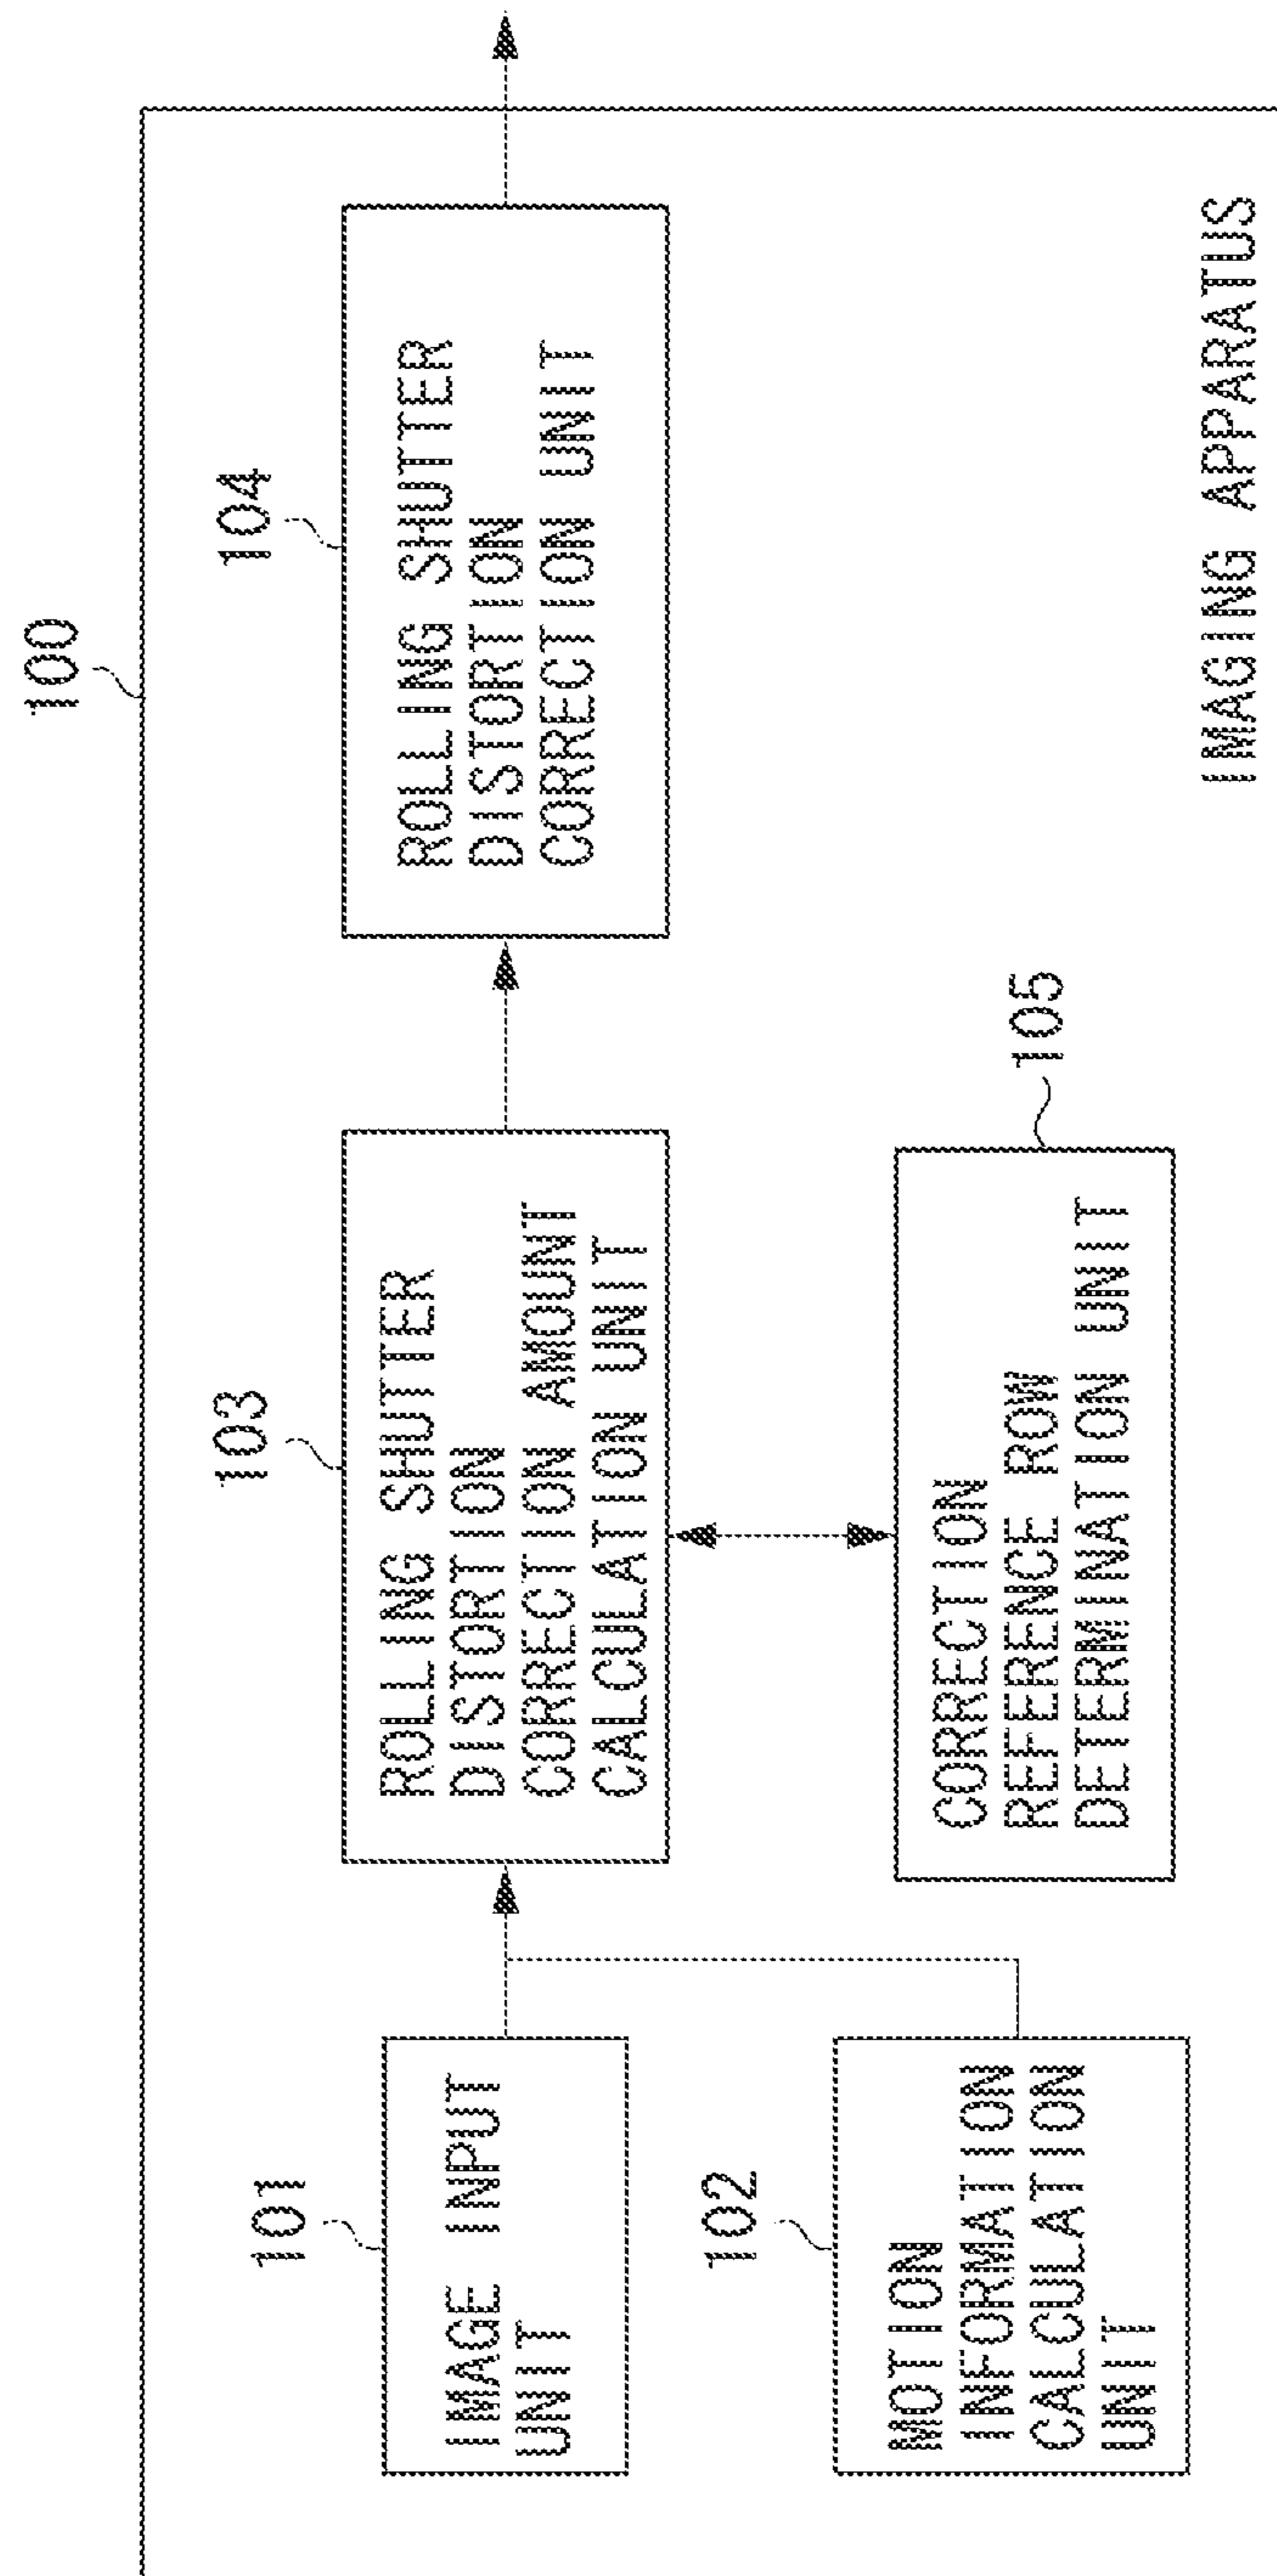 100
101
IMAGE INPUT
UNIT
102
MOTION
INFORMATION
CALCULATION
UNIT
103
ROLLING SHUTTER
DISTORTION
CORRECTION AMOUNT
CALCULATION UNIT
104
ROLLING SHUTTER
DISTORTION
CORRECTION UNIT
105
CORRECTION
REFERENCE ROW
DETERMINATION UNIT
IMAGING APPARATUS